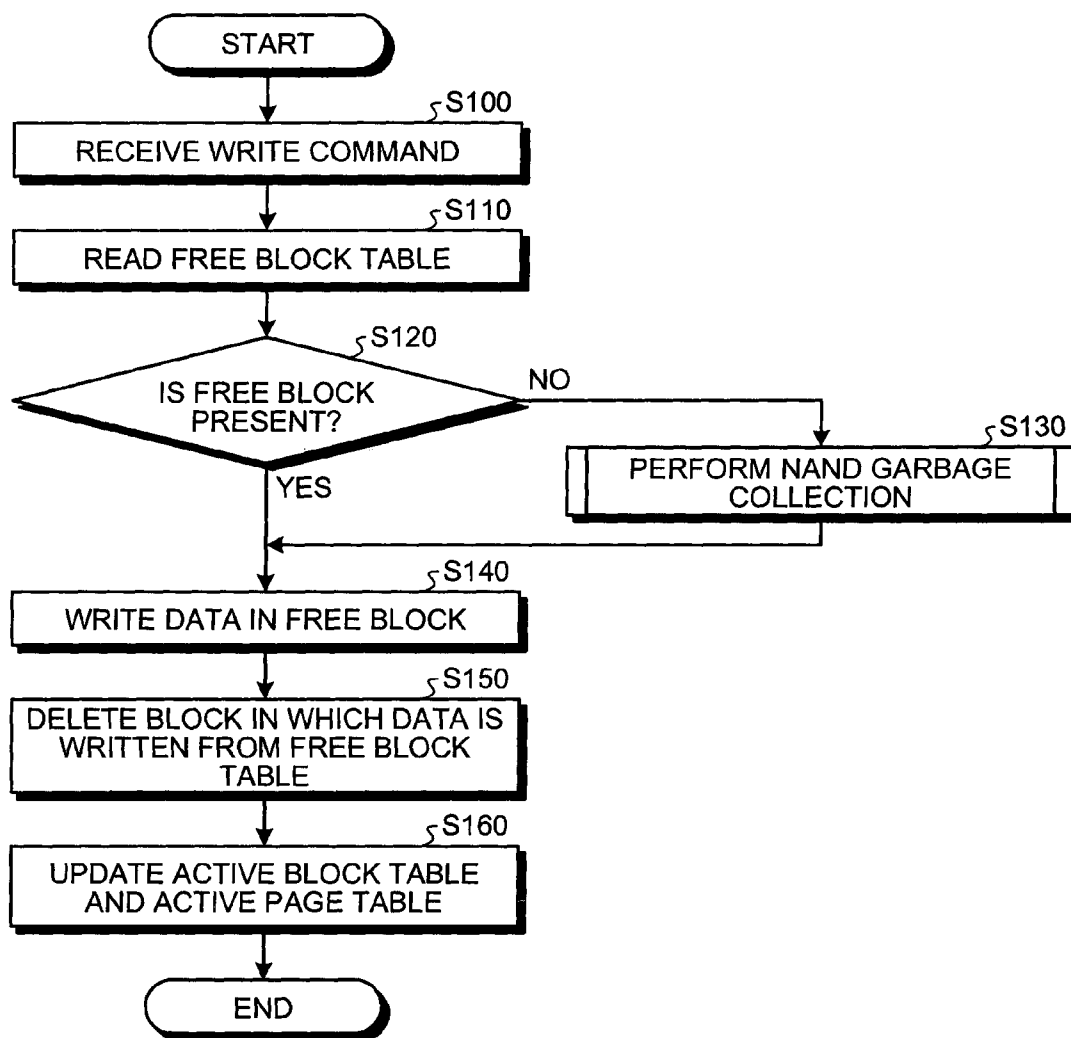 START
S100
RECEIVE WRITE COMMAND
S110
READ FREE BLOCK TABLE
S120
IS FREE BLOCK
PRESENT?
NO
YES
S130
PERFORM NAND GARBAGE
COLLECTION
S140
WRITE DATA IN FREE BLOCK
S150
DELETE BLOCK IN WHICH DATA IS
WRITTEN FROM FREE BLOCK
TABLE
S160
UPDATE ACTIVE BLOCK TABLE
AND ACTIVE PAGE TABLE
END